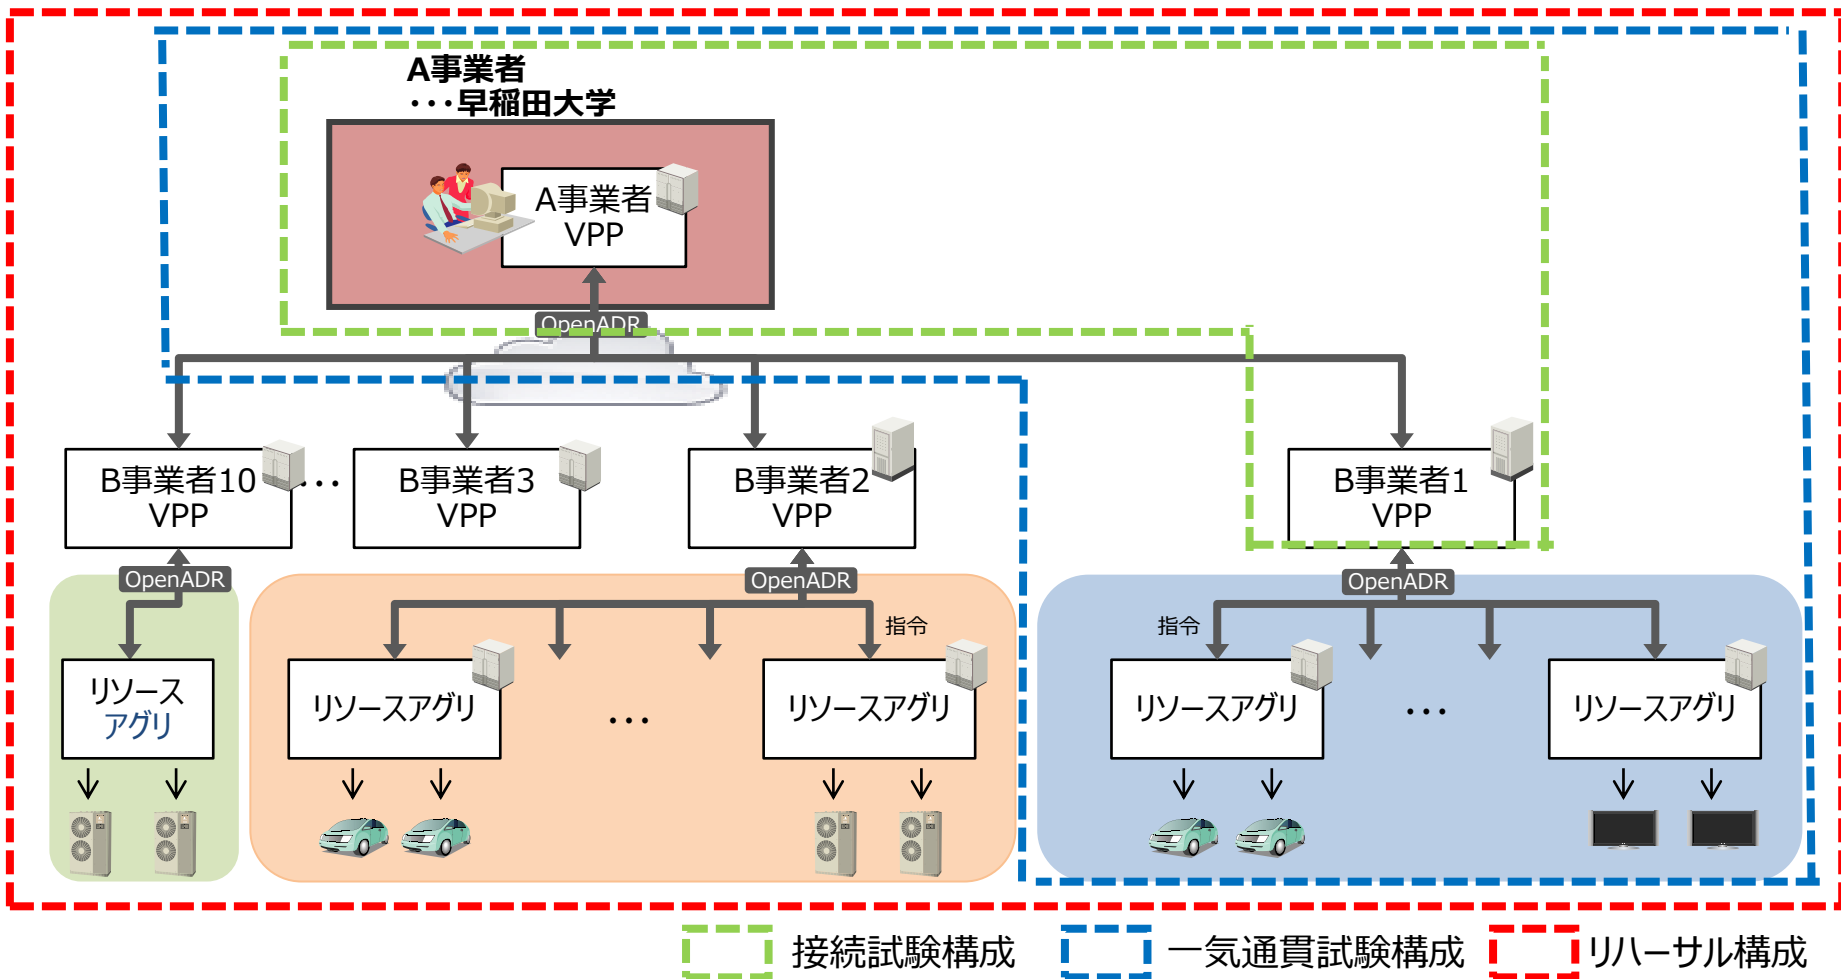 A事業者
・・・早稲田大学
A事業者
VPP
OpenADR
B事業者10
VPP
・・・
B事業者3
VPP
B事業者2
VPP
B事業者1
VPP
OpenADR
OpenADR
OpenADR
指令
指令
リソース
アグリ
リソースアグリ
・・・
リソースアグリ
リソースアグリ
・・・
リソースアグリ
接続試験構成
一気通貫試験構成
リハーサル構成